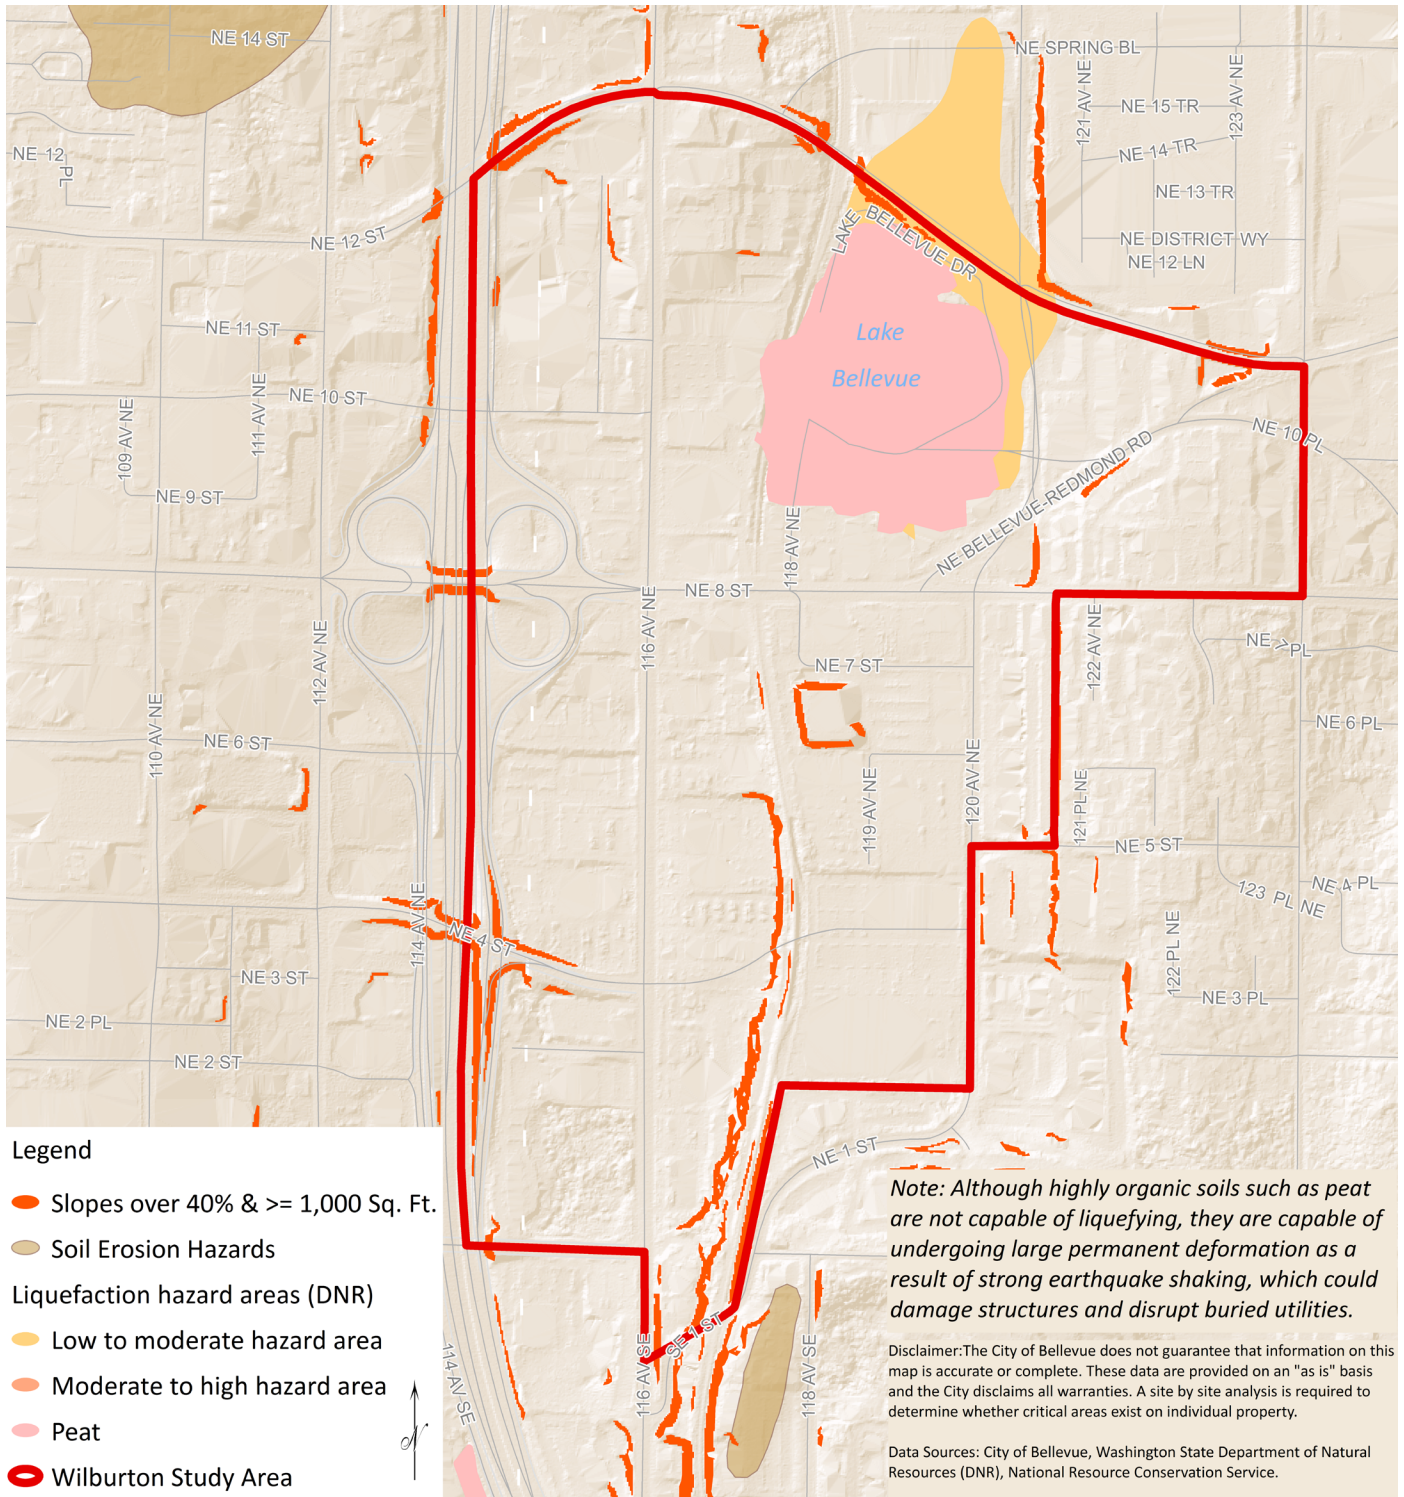 NE 14 ST
NE SPRING BL
121 AV NE
123 AV NE
NE 15 TR
NE 14 TR
NE 12
PL
NE 13 TR
LAKE
BELLEVUE DR
NE 12 ST
NE DISTRICT WY
NE 12 LN
NE 11 ST
Lake
Bellevue
NE 10 ST
109 AV NE
111 AV NE
NE 10 PL
NE 9 ST
NE BELLEVUE-REDMOND RD
118 AV NE
NE 8 ST
116 AV NE
112 AV NE
122 AV NE
NE 7 PL
NE 7 ST
110 AV NE
NE 6 ST
NE 6 PL
119 AV NE
120 AV NE
121 PL NE
NE 5 ST
114 AV NE
NE 4 ST
123 PL NE
NE 4 PL
122 PL NE
NE 3 ST
NE 3 PL
NE 2 PL
NE 2 ST
NE 1 ST
SE 1 ST
116 AV SE
118 AV SE
114 AV SE
Legend
Slopes over 40% & >= 1,000 Sq. Ft.
Soil Erosion Hazards
Liquefaction hazard areas (DNR)
Low to moderate hazard area
Moderate to high hazard area
Peat
Wilburton Study Area
N
Note: Although highly organic soils such as peat
are not capable of liquefying, they are capable of
undergoing large permanent deformation as a
result of strong earthquake shaking, which could
damage structures and disrupt buried utilities.
Disclaimer:The City of Bellevue does not guarantee that information on this
map is accurate or complete. These data are provided on an "as is" basis
and the City disclaims all warranties. A site by site analysis is required to
determine whether critical areas exist on individual property.
Data Sources: City of Bellevue, Washington State Department of Natural
Resources (DNR), National Resource Conservation Service.